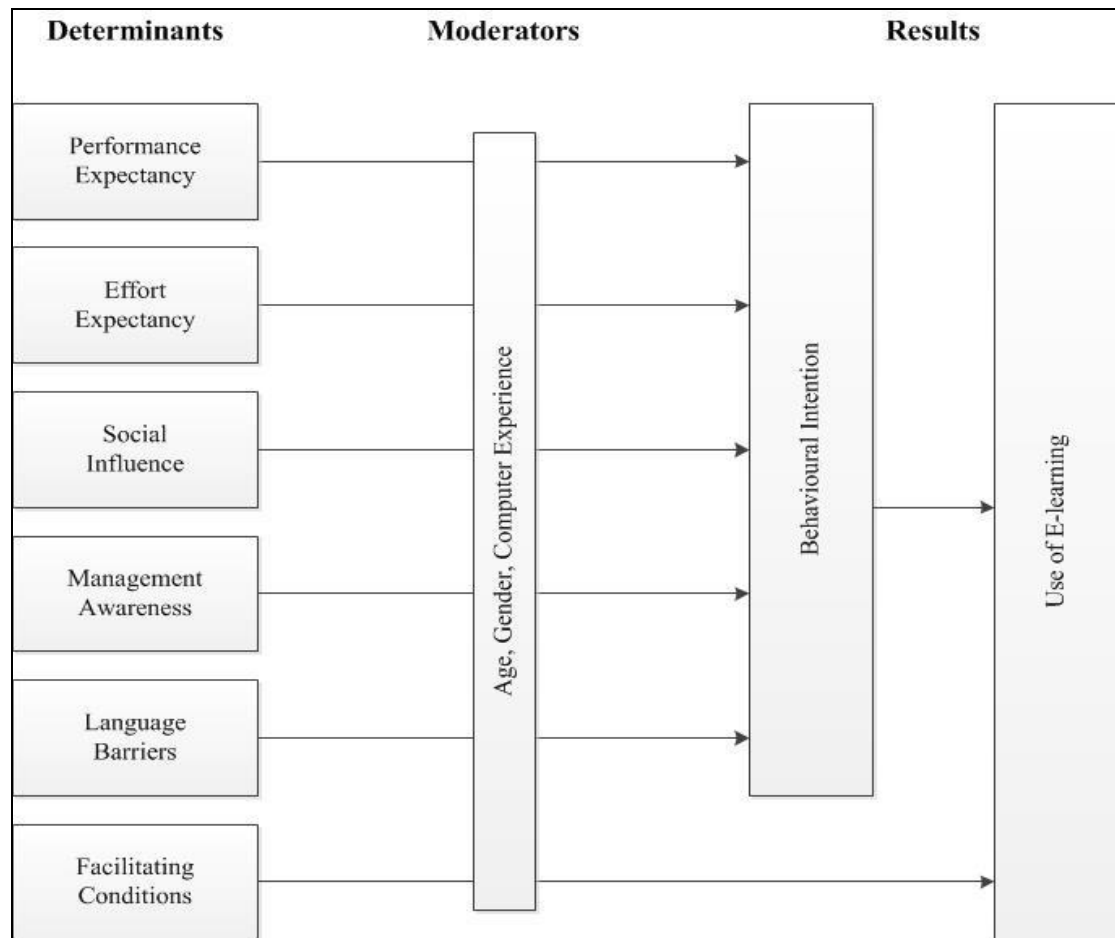 Determinants
Moderators
Results
Performance
Expectancy
Effort
Expectancy
Social
Influence
Management
Awareness
Language
Barriers
Facilitating
Conditions
Age, Gender, Computer Experience
Behavioural Intention
Use of E-learning